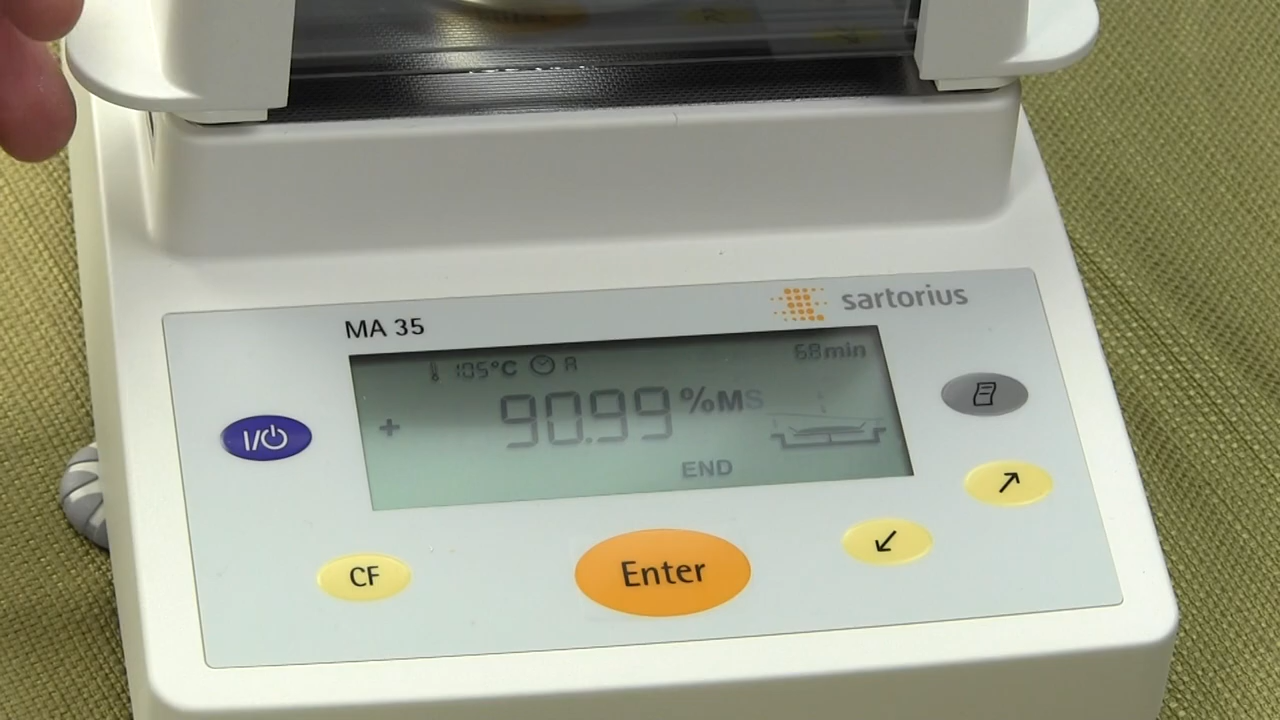 sartorius
MA 35
105°C A 68min
+ 90.99 %MS
END
I/
CF
Enter